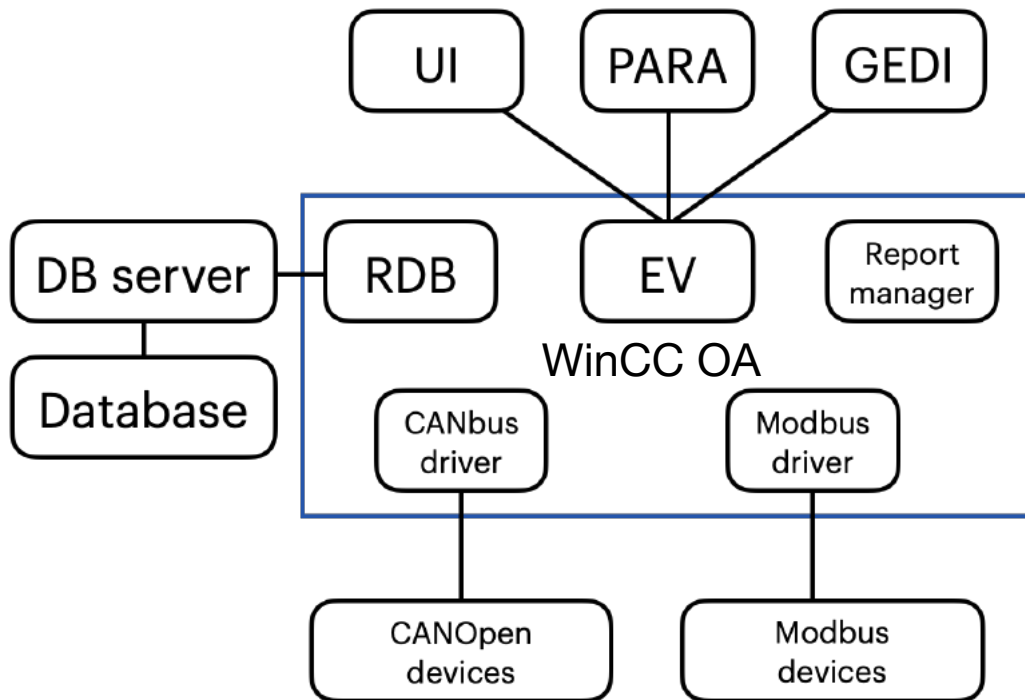 UI
PARA
GEDI
DB server
RDB
EV
Report
manager
WinCC OA
Database
CANbus
driver
Modbus
driver
CANOpen
devices
Modbus
devices